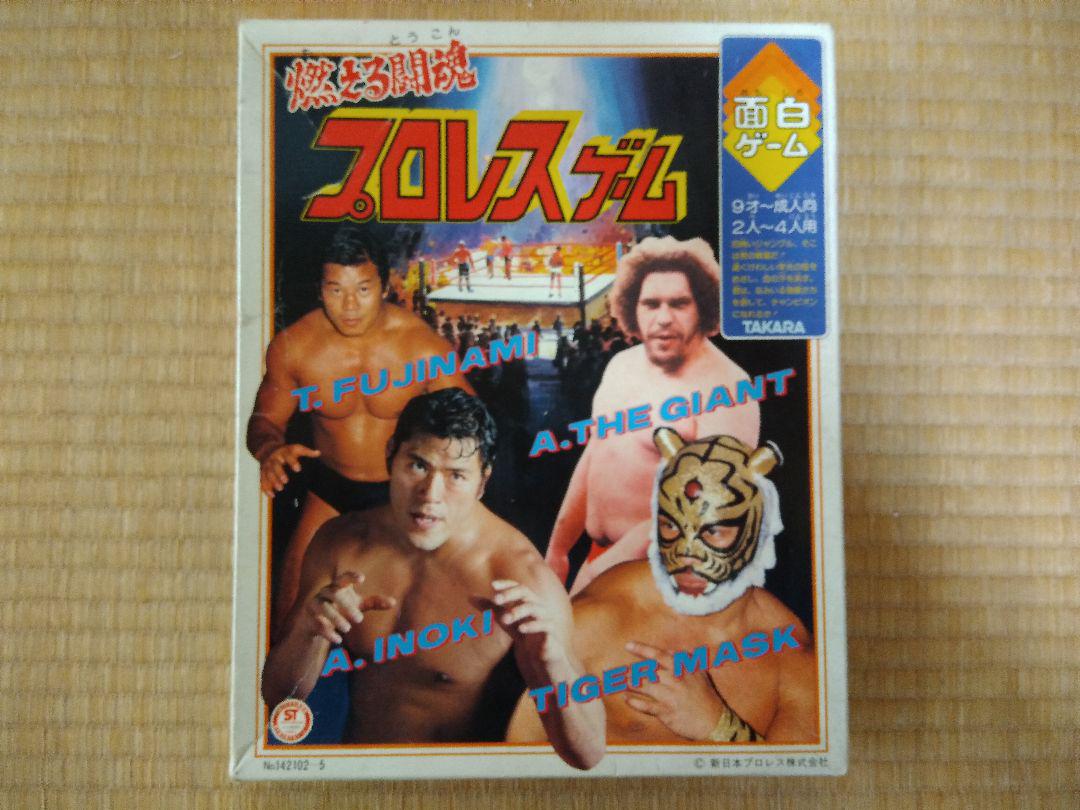 とうこん
燃える闘魂
プロレスゲーム
面白
ゲーム
9才〜成人向
2人〜4人用
TAKARA
T. FUJINAMI
A. THE GIANT
A. INOKI
TIGER MASK
ST
No.142102-5
© 新日本プロレス株式会社